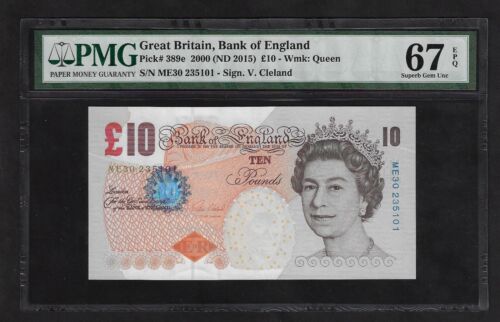 PMG
PAPER MONEY GUARANTY
Great Britain, Bank of England
Pick# 389e 2000 (ND 2015) £10 - Wmk: Queen
S/N ME30 235101 - Sign. V. Cleland
67 EPQ
Superb Gem Unc
£10
Bank of England
10
TEN
Pounds
ME30 235101
London
ME30 235101